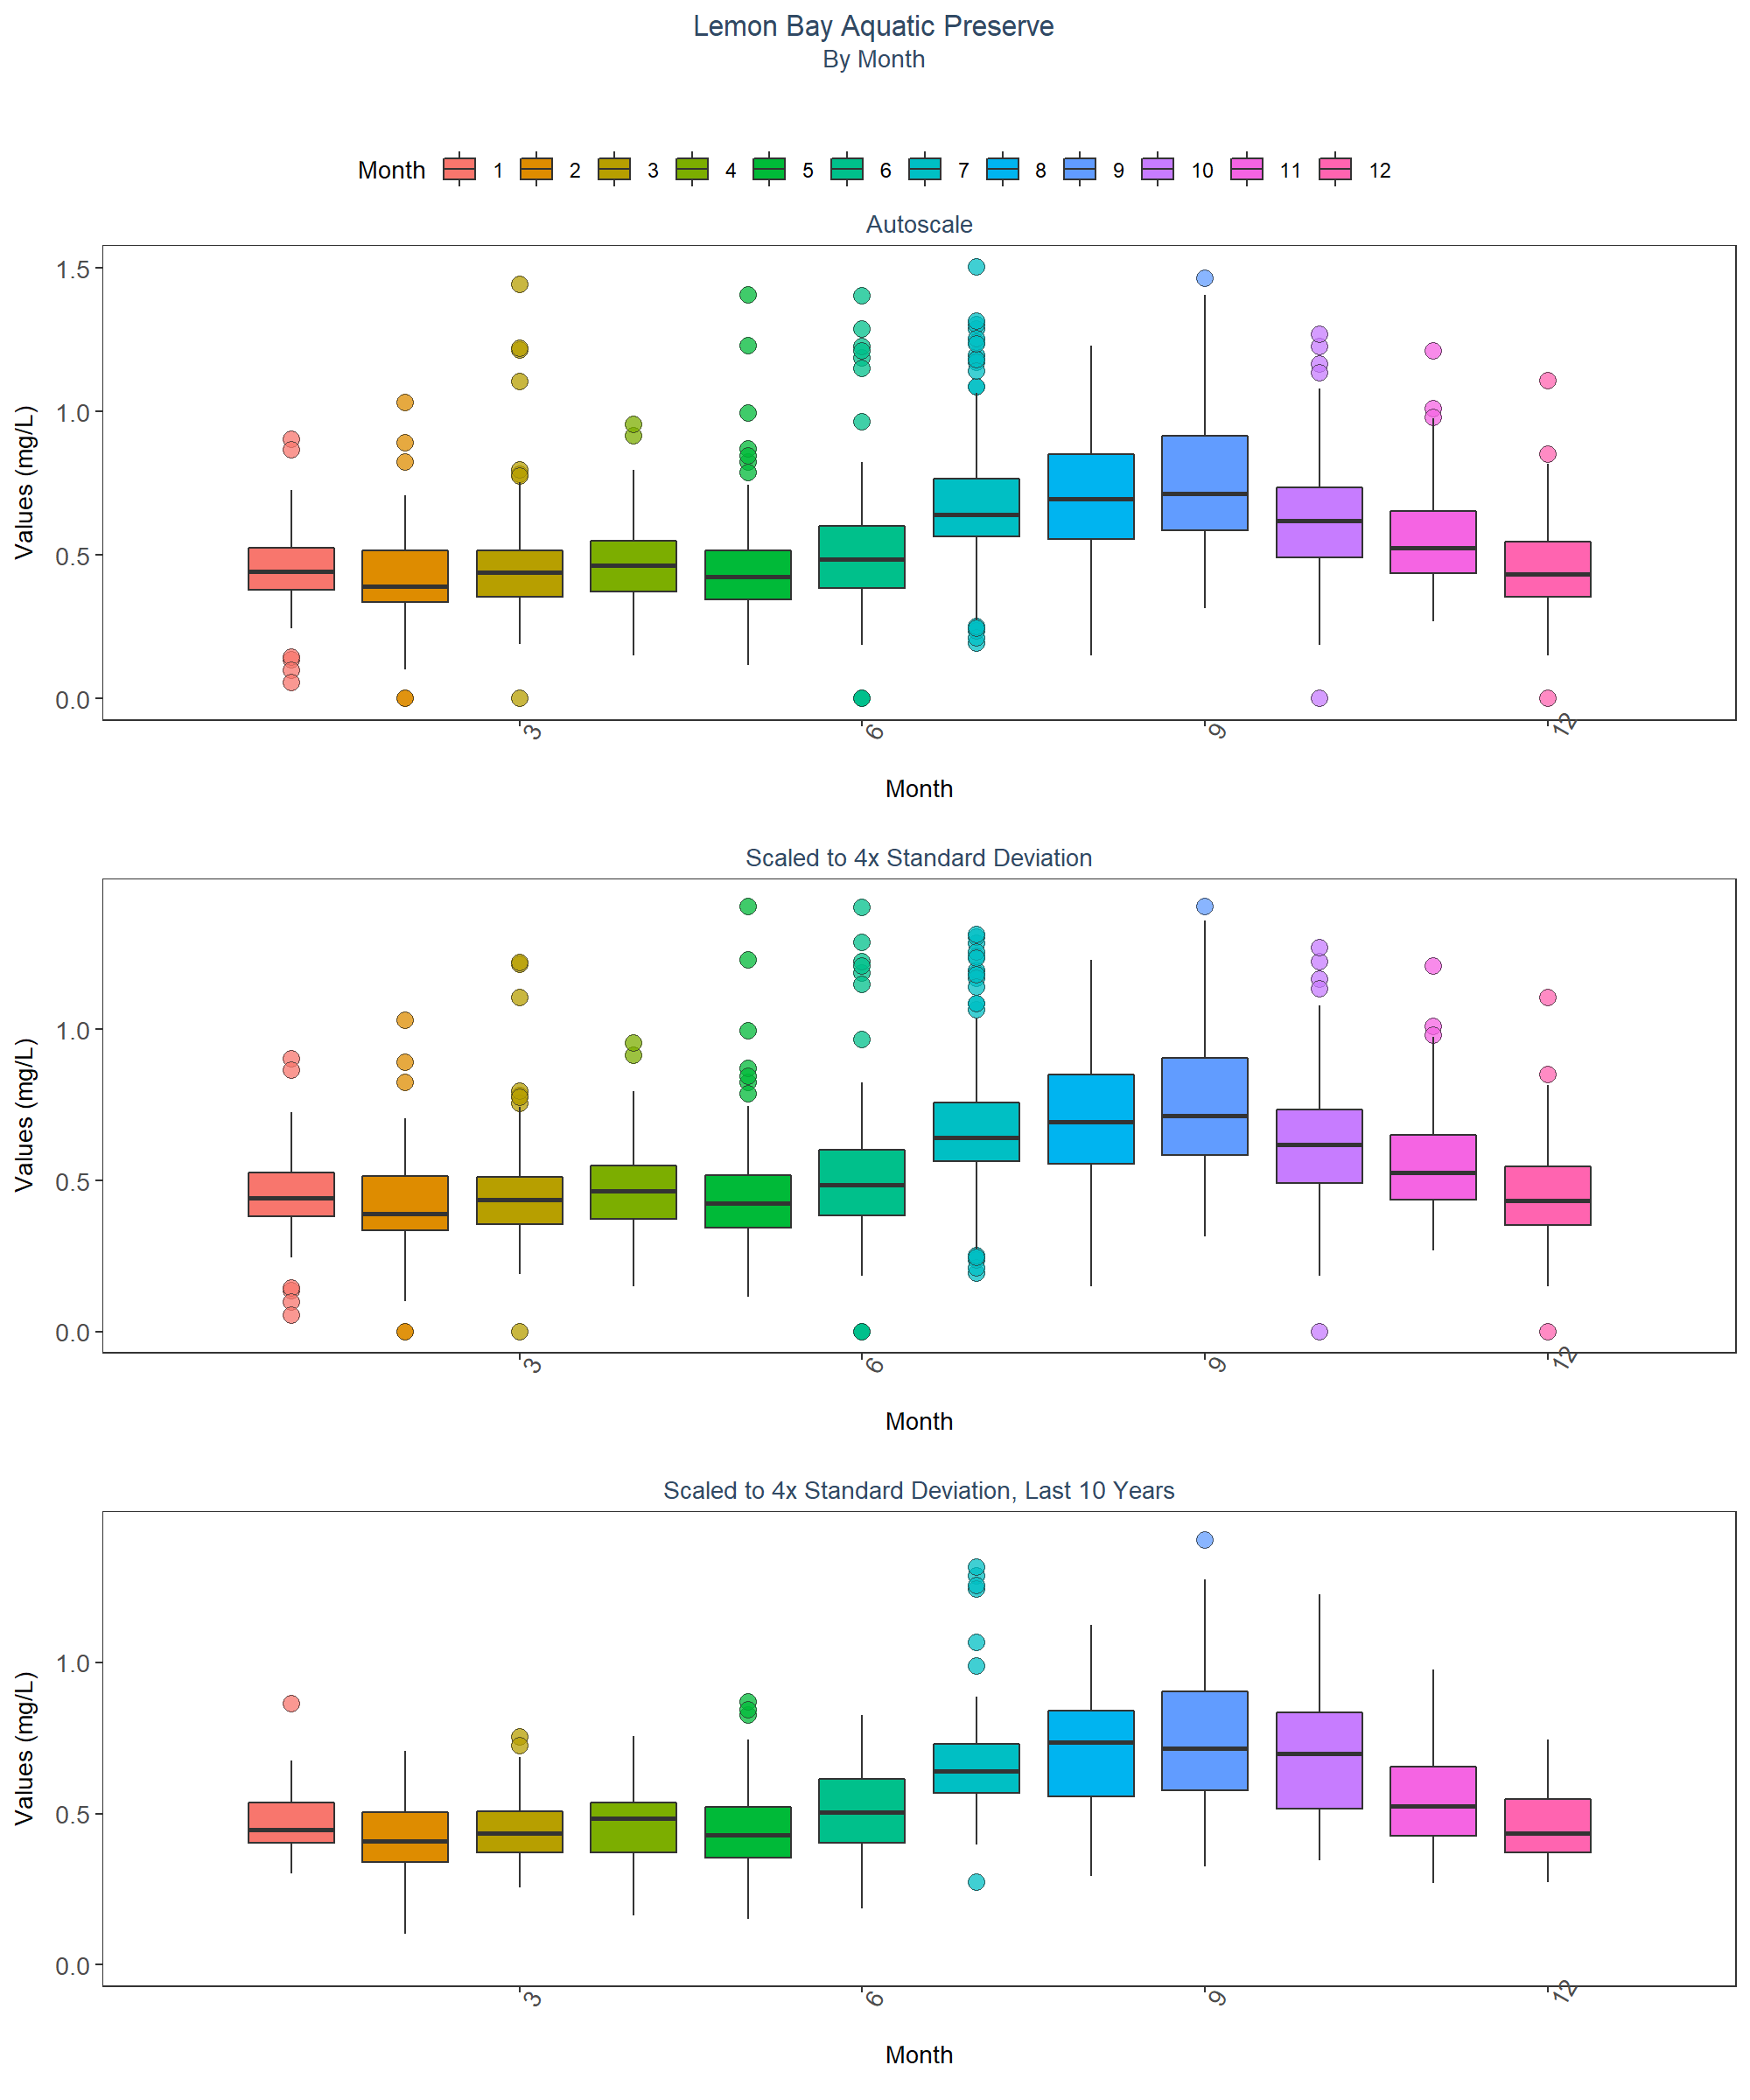 Lemon Bay Aquatic Preserve
By Month
Month 1 2 3 4 5 6 7 8 9 10 11 12
Autoscale
Values (mg/L)
1.5
1.0
0.5
0.0
3 6 9 12
Month
Scaled to 4x Standard Deviation
Values (mg/L)
1.0
0.5
0.0
3 6 9 12
Month
Scaled to 4x Standard Deviation, Last 10 Years
Values (mg/L)
1.0
0.5
0.0
3 6 9 12
Month